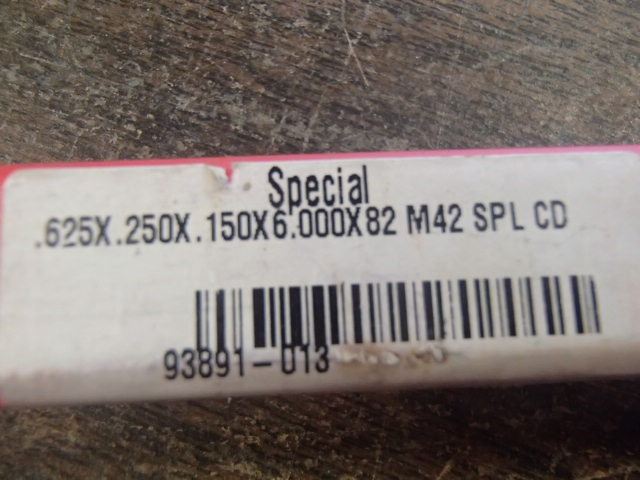 Special
.625X.250X.150X6.000X82 M42 SPL CD
93891-013